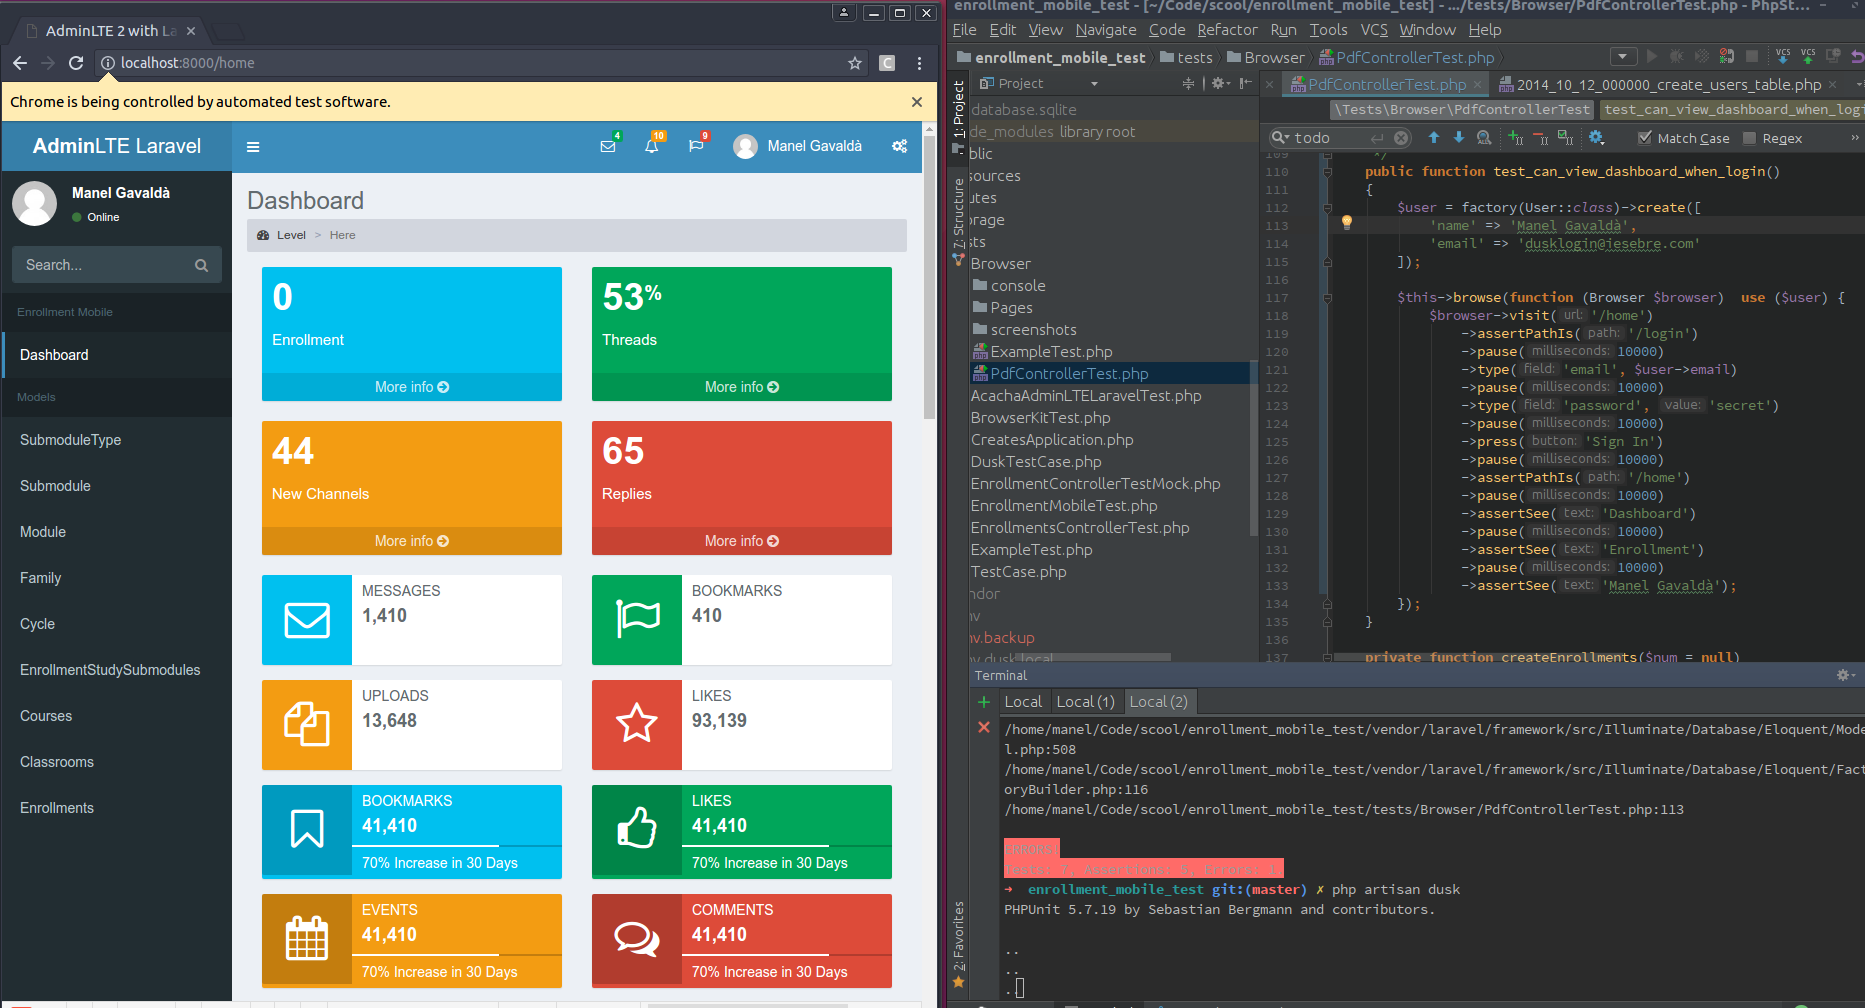 AdminLTE 2 with La
localhost:8000/home
Chrome is being controlled by automated test software.
AdminLTE Laravel
4
10
9
Manel Gavaldà
Manel Gavaldà
Online
Search...
Enrollment Mobile
Dashboard
Models
SubmoduleType
Submodule
Module
Family
Cycle
EnrollmentStudySubmodules
Courses
Classrooms
Enrollments
Dashboard
Level > Here
0
Enrollment
More info
53%
Threads
More info
44
New Channels
More info
65
Replies
More info
MESSAGES
1,410
BOOKMARKS
410
UPLOADS
13,648
LIKES
93,139
BOOKMARKS
41,410
70% Increase in 30 Days
LIKES
41,410
70% Increase in 30 Days
EVENTS
41,410
70% Increase in 30 Days
COMMENTS
41,410
70% Increase in 30 Days
enrollment_mobile_test - [~/Code/scool/enrollment_mobile_test] - .../tests/Browser/PdfControllerTest.php - PhpSt...
File Edit View Navigate Code Refactor Run Tools VCS Window Help
enrollment_mobile_test tests Browser PdfControllerTest.php
VCS VCS
1: Project
7: Structure
2: Favorites
Project
database.sqlite
de_modules library root
blic
sources
utes
orage
sts
Browser
console
Pages
screenshots
ExampleTest.php
PdfControllerTest.php
AcachaAdminLTELaravelTest.php
BrowserKitTest.php
CreatesApplication.php
DuskTestCase.php
EnrollmentControllerTestMock.php
EnrollmentMobileTest.php
EnrollmentsControllerTest.php
ExampleTest.php
TestCase.php
ndor
nv
nv.backup
nv.dusk.local
PdfControllerTest.php
2014_10_12_000000_create_users_table.php
\Tests\Browser\PdfControllerTest test_can_view_dashboard_when_logi
todo
Match Case Regex
109 */
110 public function test_can_view_dashboard_when_login()
111 {
112 $user = factory(User::class)->create([
113 'name' => 'Manel Gavaldà',
114 'email' => 'dusklogin@iesebre.com'
115 ]);
116
117 $this->browse(function (Browser $browser) use ($user) {
118 $browser->visit( url: '/home')
119 ->assertPathIs( path: '/login')
120 ->pause( milliseconds: 10000)
121 ->type( field: 'email', $user->email)
122 ->pause( milliseconds: 10000)
123 ->type( field: 'password', value: 'secret')
124 ->pause( milliseconds: 10000)
125 ->press( button: 'Sign In')
126 ->pause( milliseconds: 10000)
127 ->assertPathIs( path: '/home')
128 ->pause( milliseconds: 10000)
129 ->assertSee( text: 'Dashboard')
130 ->pause( milliseconds: 10000)
131 ->assertSee( text: 'Enrollment')
132 ->pause( milliseconds: 10000)
133 ->assertSee( text: 'Manel Gavaldà');
134 });
135 }
136
137 private function createEnrollments($num = null)
Terminal
Local Local (1) Local (2)
/home/manel/Code/scool/enrollment_mobile_test/vendor/laravel/framework/src/Illuminate/Database/Eloquent/Mode
l.php:508
/home/manel/Code/scool/enrollment_mobile_test/vendor/laravel/framework/src/Illuminate/Database/Eloquent/Fact
oryBuilder.php:116
/home/manel/Code/scool/enrollment_mobile_test/tests/Browser/PdfControllerTest.php:113
ERRORS!
➜ enrollment_mobile_test git:(master) ✗ php artisan dusk
PHPUnit 5.7.19 by Sebastian Bergmann and contributors.
..
..
.